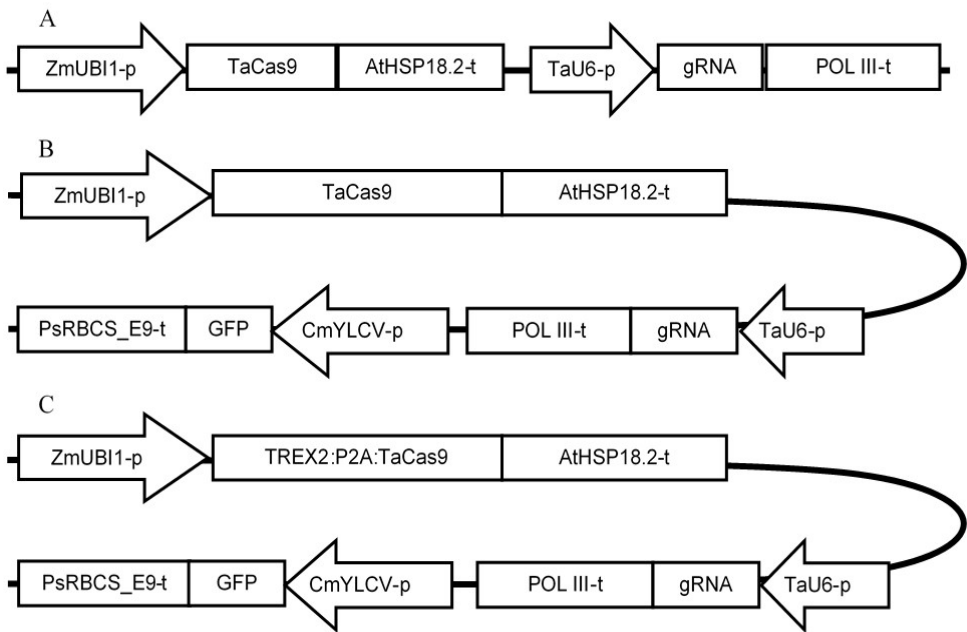 A
ZmUBI1-p TaCas9 AtHSP18.2-t TaU6-p gRNA POL III-t
B
ZmUBI1-p TaCas9 AtHSP18.2-t
PsRBCS_E9-t GFP CmYLCV-p POL III-t gRNA TaU6-p
C
ZmUBI1-p TREX2:P2A:TaCas9 AtHSP18.2-t
PsRBCS_E9-t GFP CmYLCV-p POL III-t gRNA TaU6-p